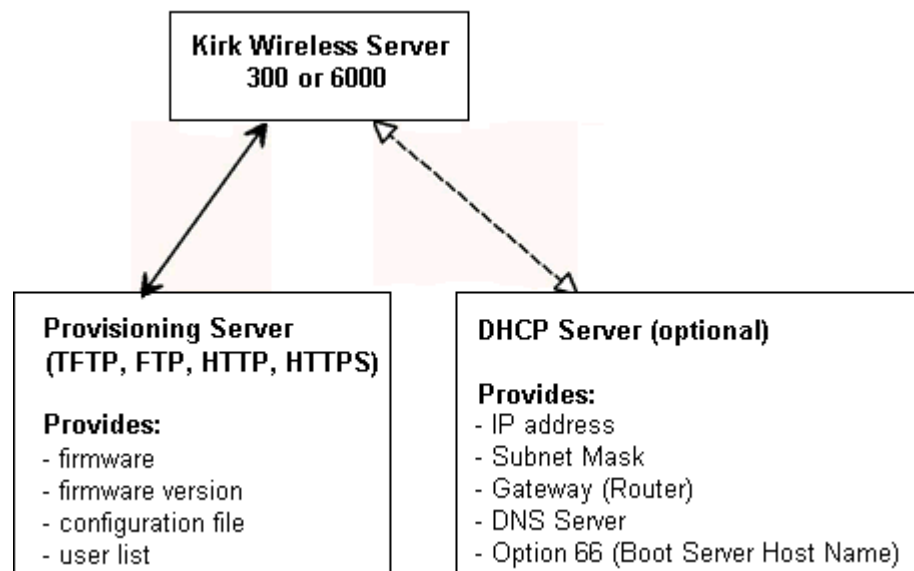 Kirk Wireless Server
300 or 6000
Provisioning Server
(TFTP, FTP, HTTP, HTTPS)
Provides:
- firmware
- firmware version
- configuration file
- user list
DHCP Server (optional)
Provides:
- IP address
- Subnet Mask
- Gateway (Router)
- DNS Server
- Option 66 (Boot Server Host Name)